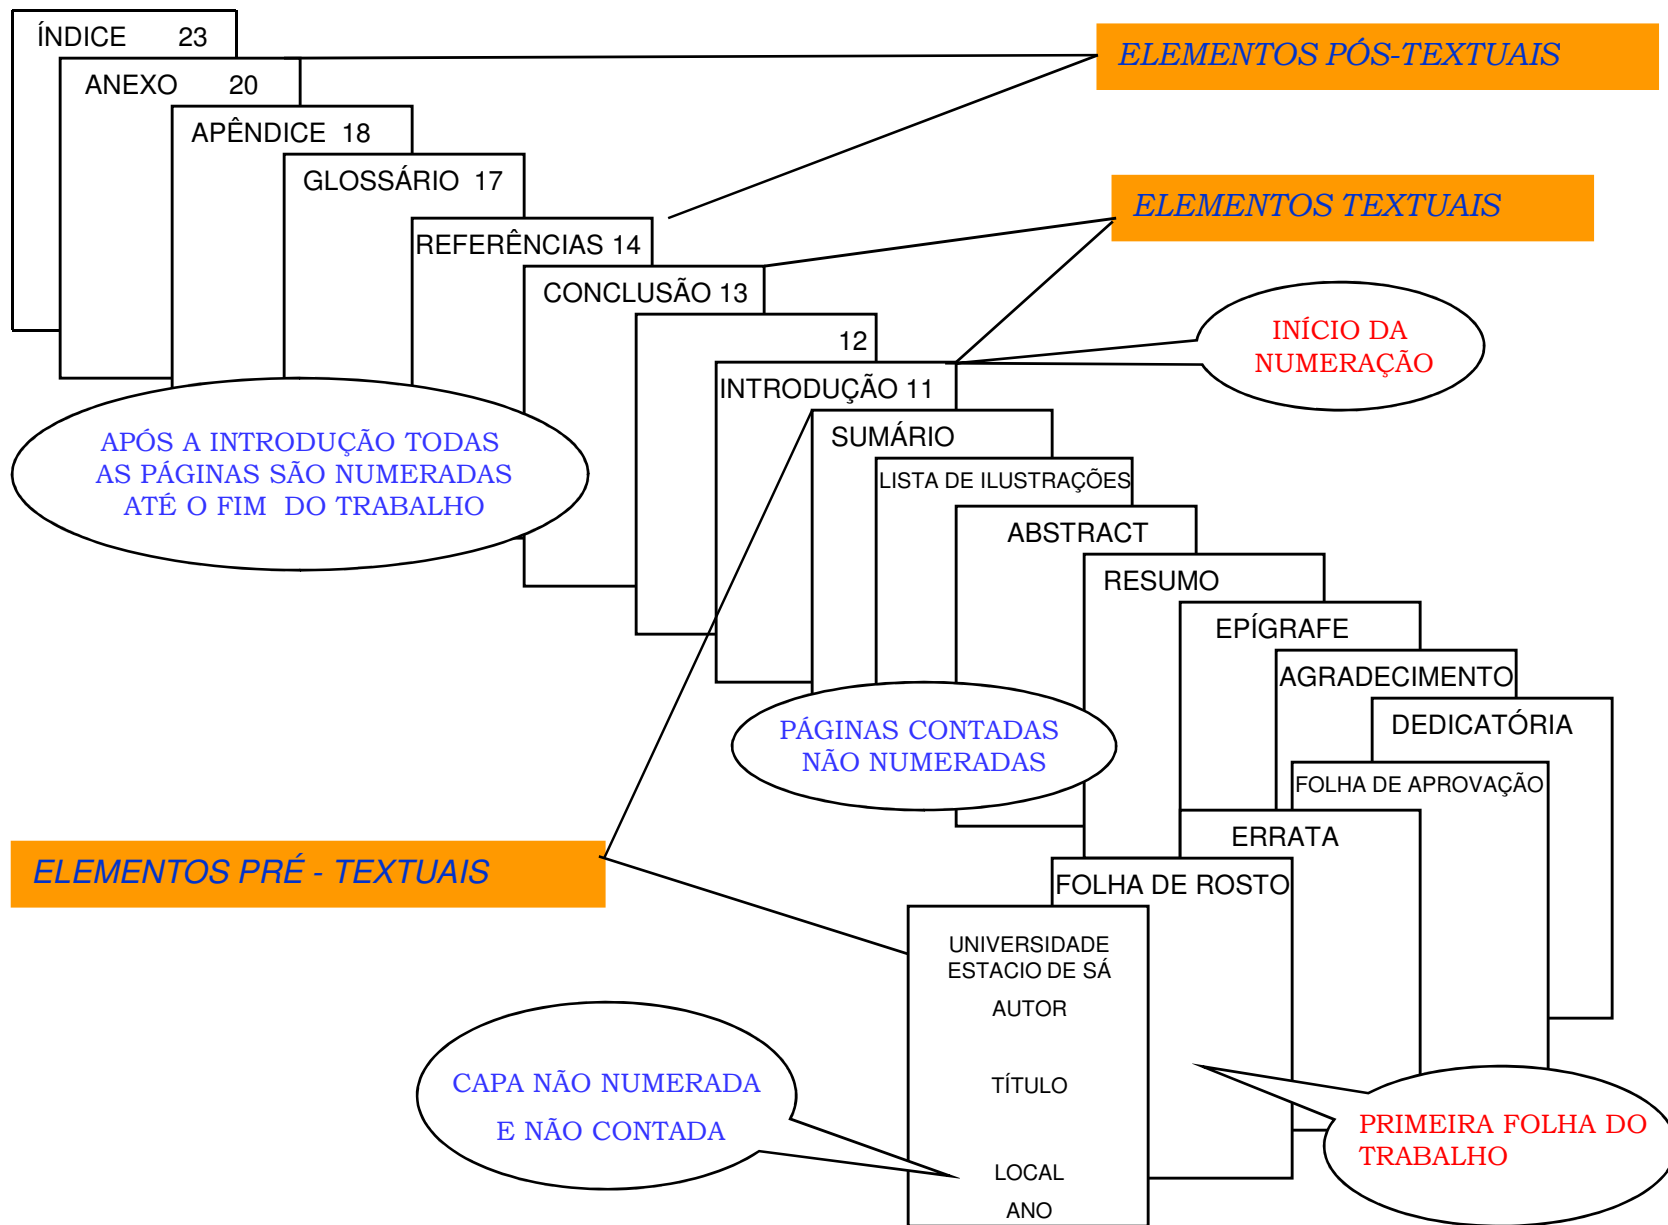 ÍNDICE 23
ELEMENTOS PÓS-TEXTUAIS
ANEXO 20
APÊNDICE 18
GLOSSÁRIO 17
ELEMENTOS TEXTUAIS
REFERÊNCIAS 14
CONCLUSÃO 13
12
INÍCIO DA
NUMERAÇÃO
INTRODUÇÃO 11
APÓS A INTRODUÇÃO TODAS
AS PÁGINAS SÃO NUMERADAS
ATÉ O FIM DO TRABALHO
SUMÁRIO
LISTA DE ILUSTRAÇÕES
ABSTRACT
RESUMO
EPÍGRAFE
AGRADECIMENTO
DEDICATÓRIA
PÁGINAS CONTADAS
NÃO NUMERADAS
FOLHA DE APROVAÇÃO
ERRATA
ELEMENTOS PRÉ - TEXTUAIS
FOLHA DE ROSTO
UNIVERSIDADE
ESTACIO DE SÁ
AUTOR
TÍTULO
LOCAL
ANO
CAPA NÃO NUMERADA
E NÃO CONTADA
PRIMEIRA FOLHA DO
TRABALHO